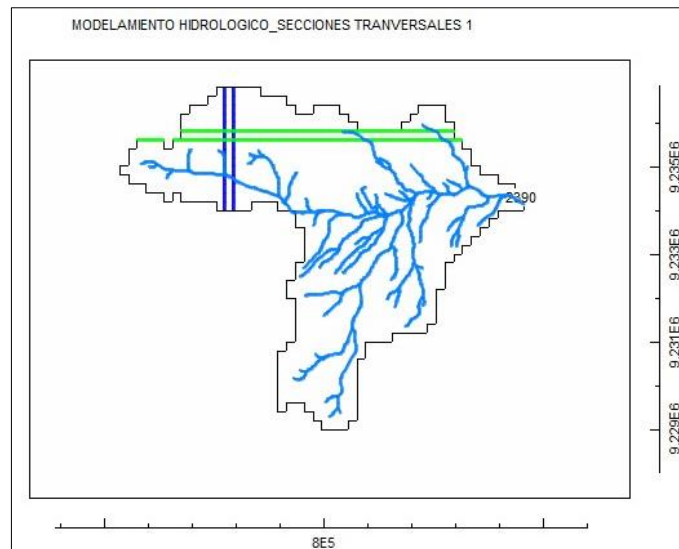 MODELAMIENTO HIDROLOGICO_SECCIONES TRANVERSALES 1
9.235E6
2390
9.233E6
9.231E6
9.229E6
8E5